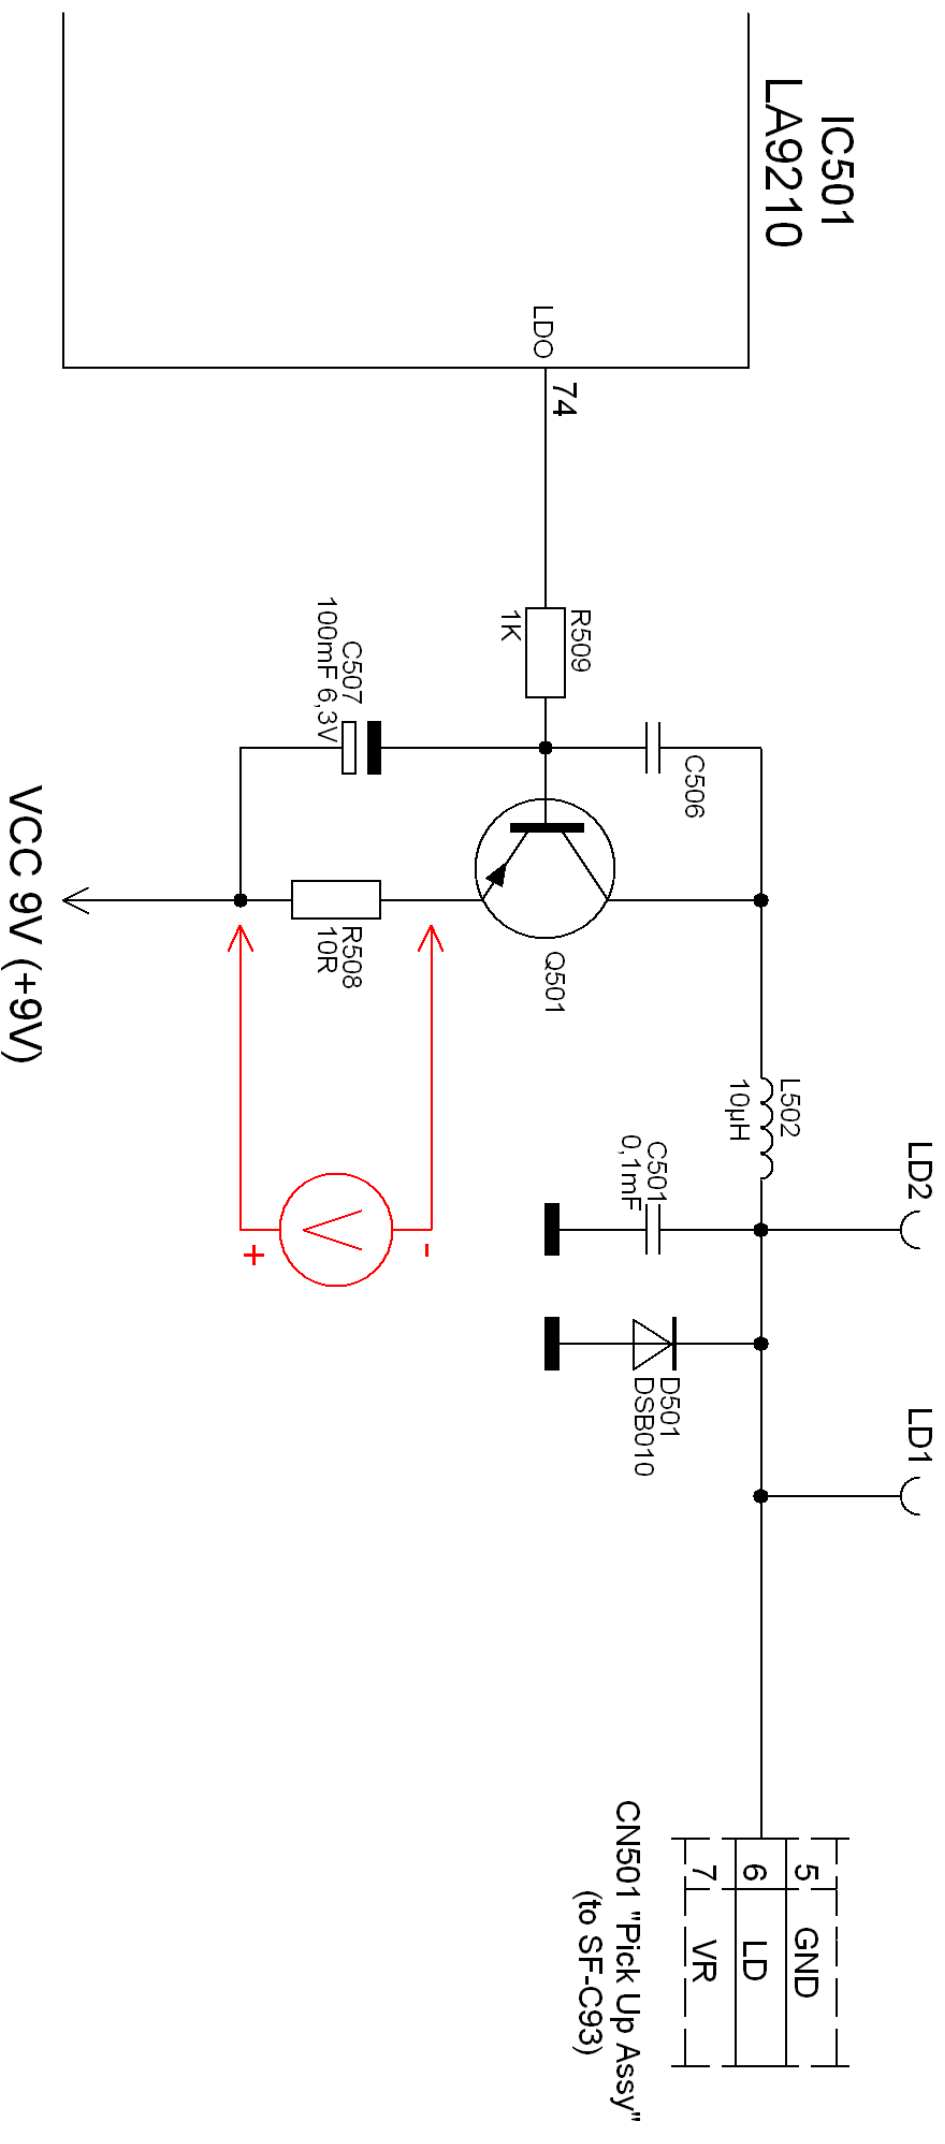 IC501
LA9210
LDO
74
R509
1K
C507
100mF 6,3V
C506
Q501
R508
10R
VCC 9V (+9V)
V
+
-
L502
10µH
C501
0,1mF
D501
DSB010
LD2
LD1
5 GND
6 LD
7 VR
CN501 "Pick Up Assy"
(to SF-C93)